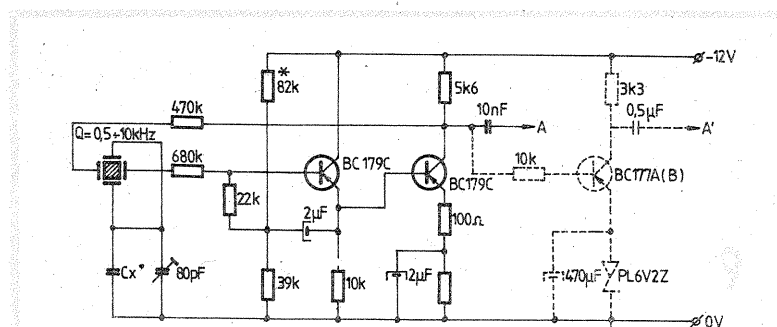 -12V
*
82k
5k6
3k3
0,5µF
470k
10nF
A
A'
Q=0,5÷10kHz
680k
BC179C
10k
BC179C
BC177A(B)
22k
2µF
100Ω
Cx*
80pF
39k
10k
2µF
470µF
PL6V2Z
0V